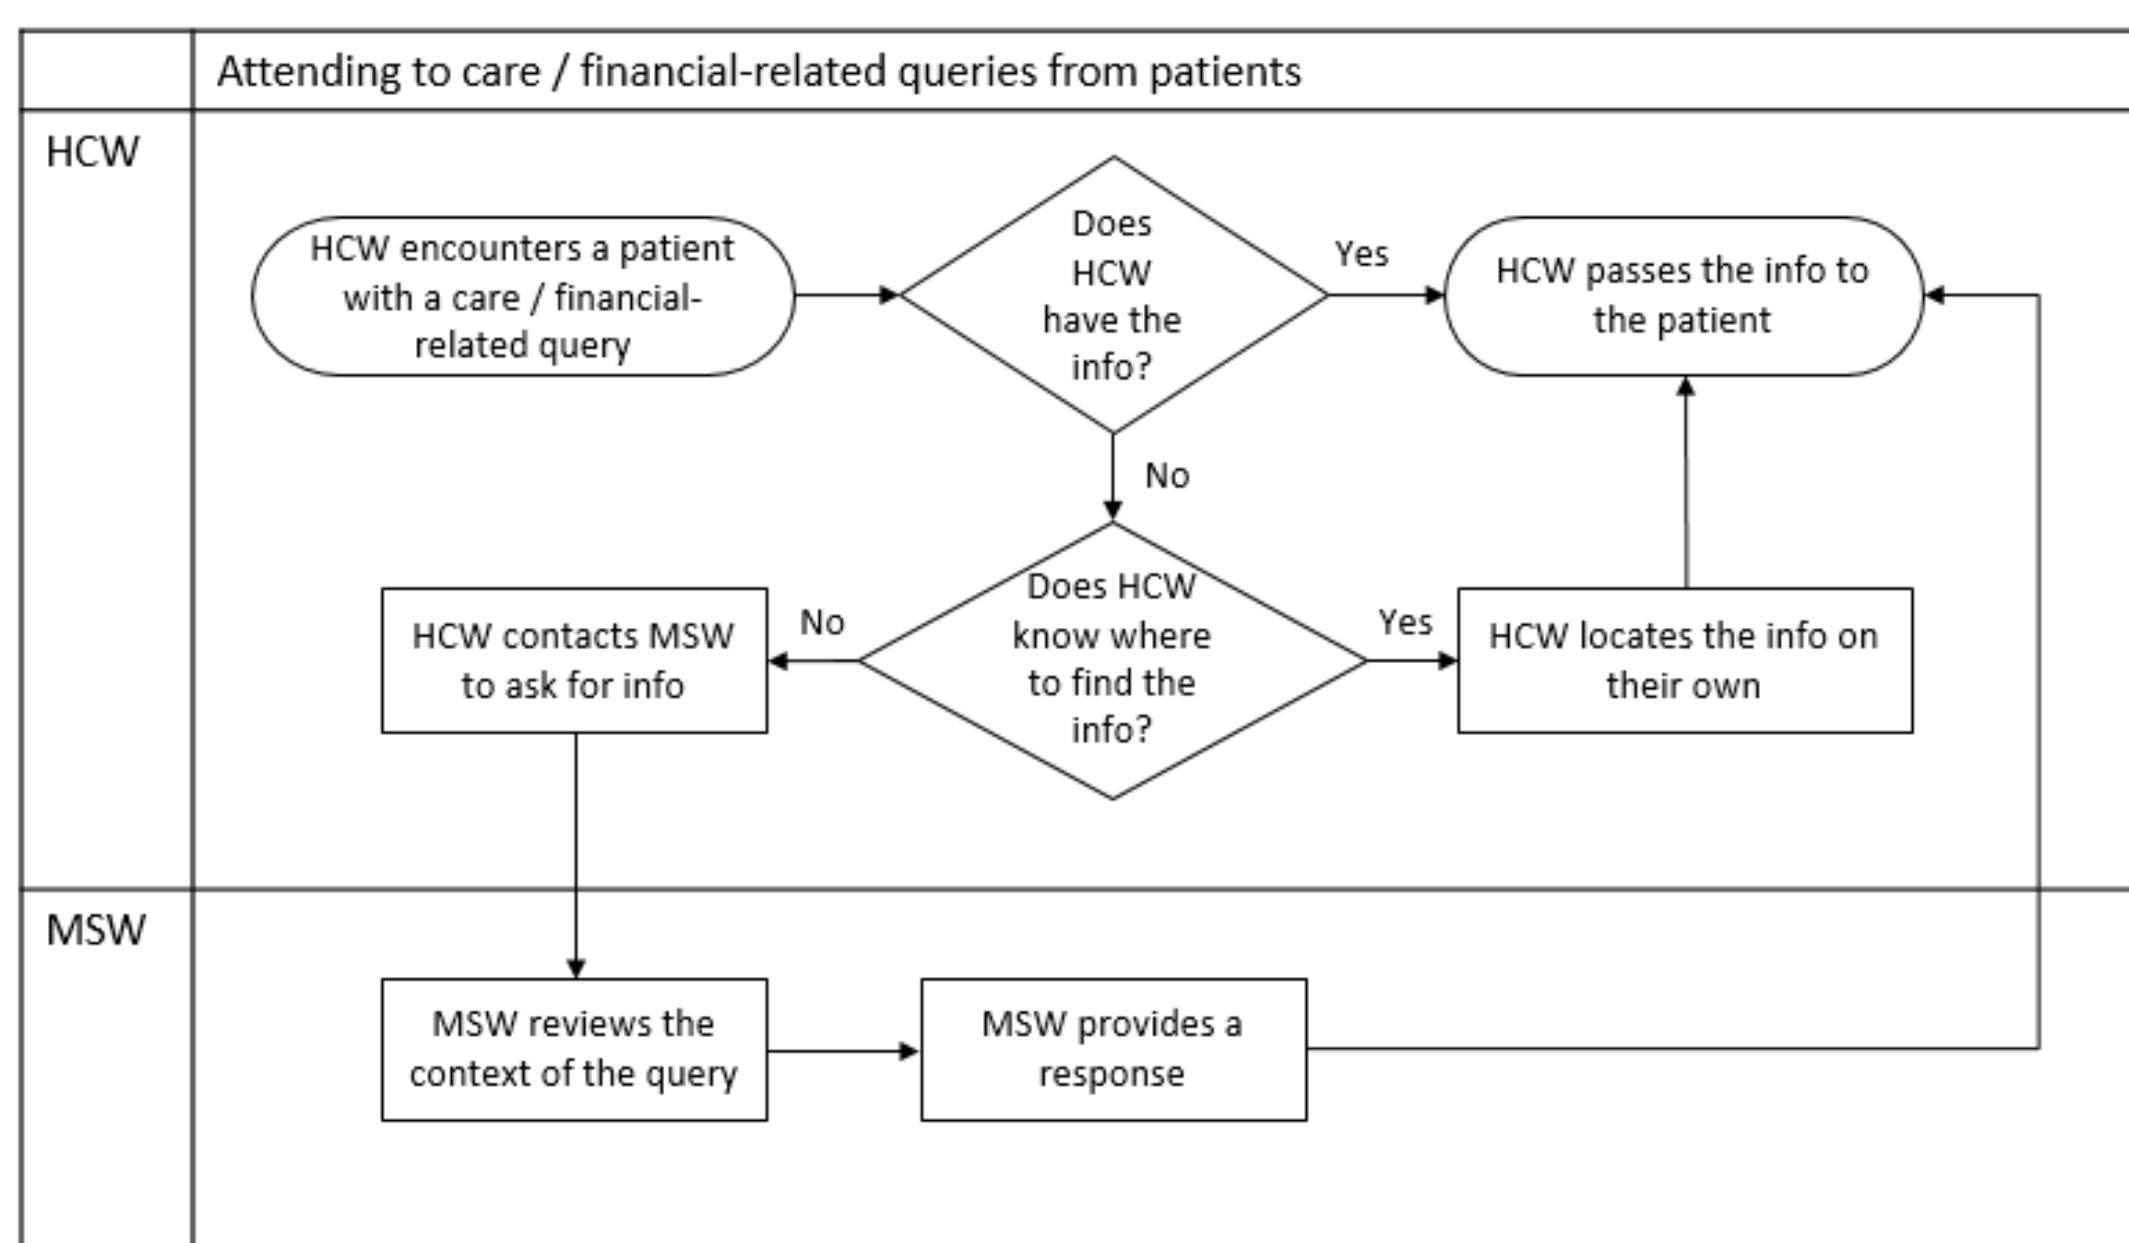 Attending to care / financial-related queries from patients
HCW
HCW encounters a patient
with a care / financial-
related query
Does
HCW
have the
info?
Yes
HCW passes the info to
the patient
No
Does HCW
know where
to find the
info?
No
HCW contacts MSW
to ask for info
Yes
HCW locates the info on
their own
MSW
MSW reviews the
context of the query
MSW provides a
response